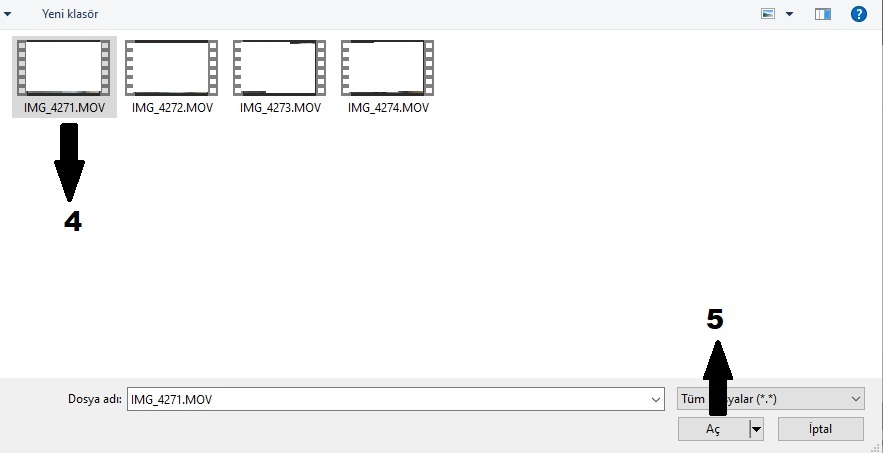 Yeni klasör
?
IMG_4271.MOV
IMG_4272.MOV
IMG_4273.MOV
IMG_4274.MOV
4
5
Dosya adı: IMG_4271.MOV
Tüm yalar (*.*)
Aç
İptal